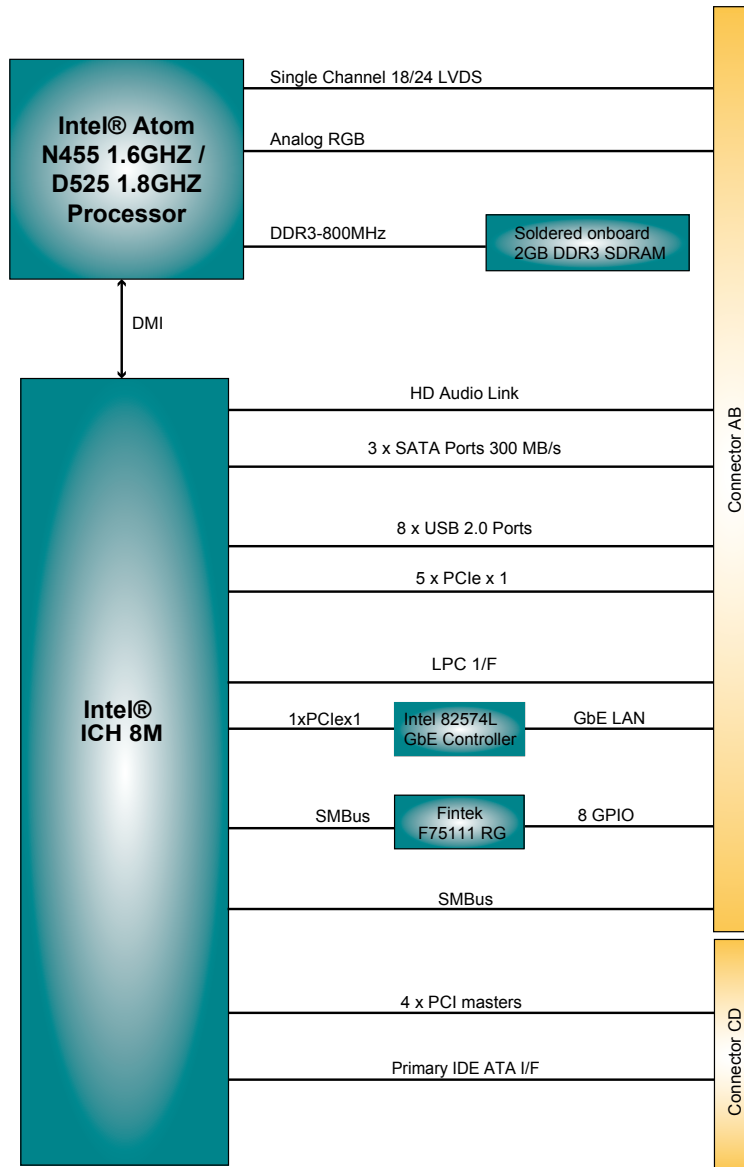 Intel® Atom
N455 1.6GHZ /
D525 1.8GHZ
Processor
Single Channel 18/24 LVDS
Analog RGB
DDR3-800MHz
Soldered onboard
2GB DDR3 SDRAM
DMI
Intel®
ICH 8M
HD Audio Link
3 x SATA Ports 300 MB/s
8 x USB 2.0 Ports
5 x PCIe x 1
LPC 1/F
1xPCIex1
Intel 82574L
GbE Controller
GbE LAN
SMBus
Fintek
F75111 RG
8 GPIO
SMBus
4 x PCI masters
Primary IDE ATA I/F
Connector AB
Connector CD